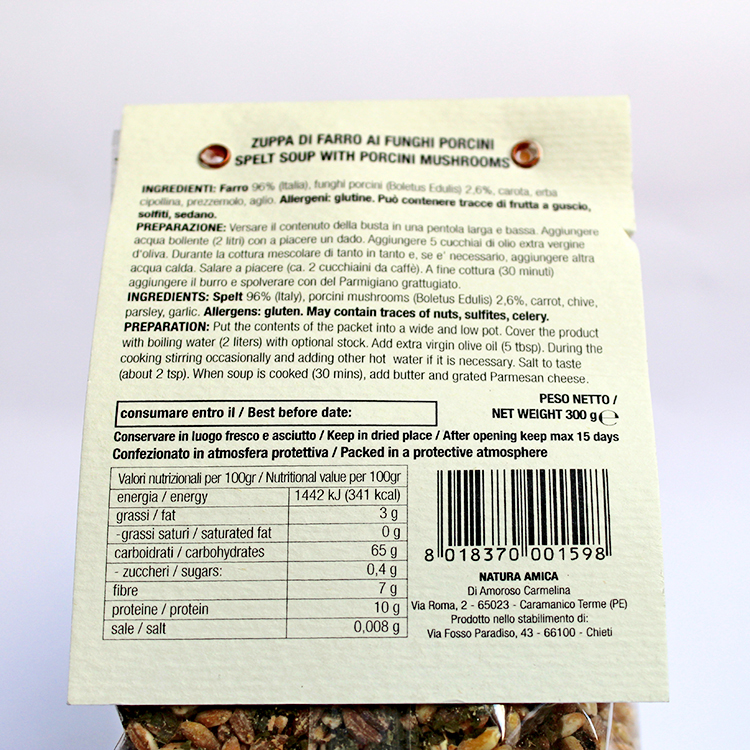 ZUPPA DI FARRO AI FUNGHI PORCINI
SPELT SOUP WITH PORCINI MUSHROOMS
INGREDIENTI: Farro 96% (Italia), funghi porcini (Boletus Edulis) 2,6%, carota, erba
cipollina, prezzemolo, aglio. Allergeni: glutine. Può contenere tracce di frutta a guscio,
solfiti, sedano.
PREPARAZIONE: Versare il contenuto della busta in una pentola larga e bassa. Aggiungere
acqua bollente (2 litri) con a piacere un dado. Aggiungere 5 cucchiai di olio extra vergine
d'oliva. Durante la cottura mescolare di tanto in tanto e, se e' necessario, aggiungere altra
acqua calda. Salare a piacere (ca. 2 cucchiaini da caffè). A fine cottura (30 minuti)
aggiungere il burro e spolverare con del Parmigiano grattugiato.
INGREDIENTS: Spelt 96% (Italy), porcini mushrooms (Boletus Edulis) 2,6%, carrot, chive,
parsley, garlic. Allergens: gluten. May contain traces of nuts, sulfites, celery.
PREPARATION: Put the contents of the packet into a wide and low pot. Cover the product
with boiling water (2 liters) with optional stock. Add extra virgin olive oil (5 tbsp). During the
cooking stirring occasionally and adding other hot water if it is necessary. Salt to taste
(about 2 tsp). When soup is cooked (30 mins), add butter and grated Parmesan cheese.
PESO NETTO /
consumare entro il / Best before date:
NET WEIGHT 300 g ℮
Conservare in luogo fresco e asciutto / Keep in dried place / After opening keep max 15 days
Confezionato in atmosfera protettiva / Packed in a protective atmosphere
Valori nutrizionali per 100gr / Nutritional value per 100gr
energia / energy 1442 kJ (341 kcal)
grassi / fat 3 g
-grassi saturi / saturated fat 0 g
carboidrati / carbohydrates 65 g
- zuccheri / sugars: 0,4 g
fibre 7 g
proteine / protein 10 g
sale / salt 0,008 g
8 018370 001598
NATURA AMICA
Di Amoroso Carmelina
Via Roma, 2 - 65023 - Caramanico Terme (PE)
Prodotto nello stabilimento di:
Via Fosso Paradiso, 43 - 66100 - Chieti